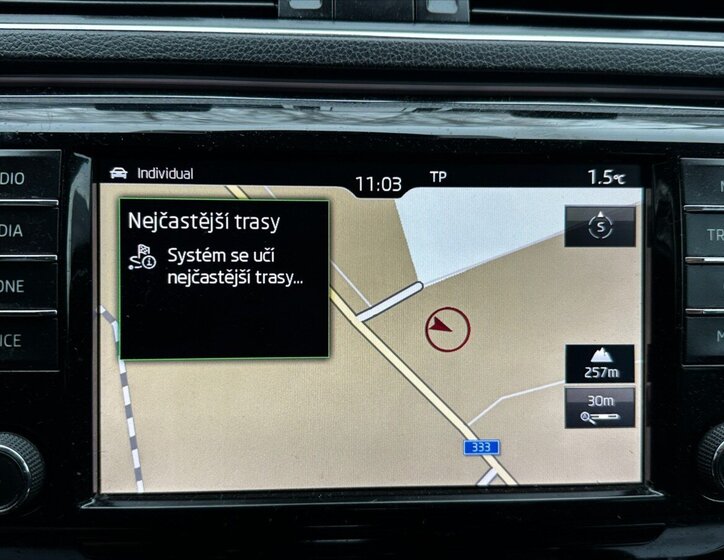 Individual
11:03
TP
1.5°C
Nejčastější trasy
Systém se učí
nejčastější trasy...
S
257m
30m
333
DIO
DIA
ONE
ICE
TR
M